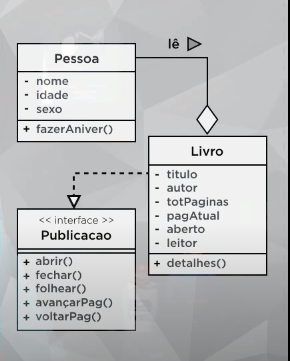 lê
Pessoa
- nome
- idade
- sexo
+ fazerAniver()
Livro
- titulo
- autor
- totPaginas
- pagAtual
- aberto
- leitor
+ detalhes()
<< interface >>
Publicacao
+ abrir()
+ fechar()
+ folhear()
+ avançarPag()
+ voltarPag()